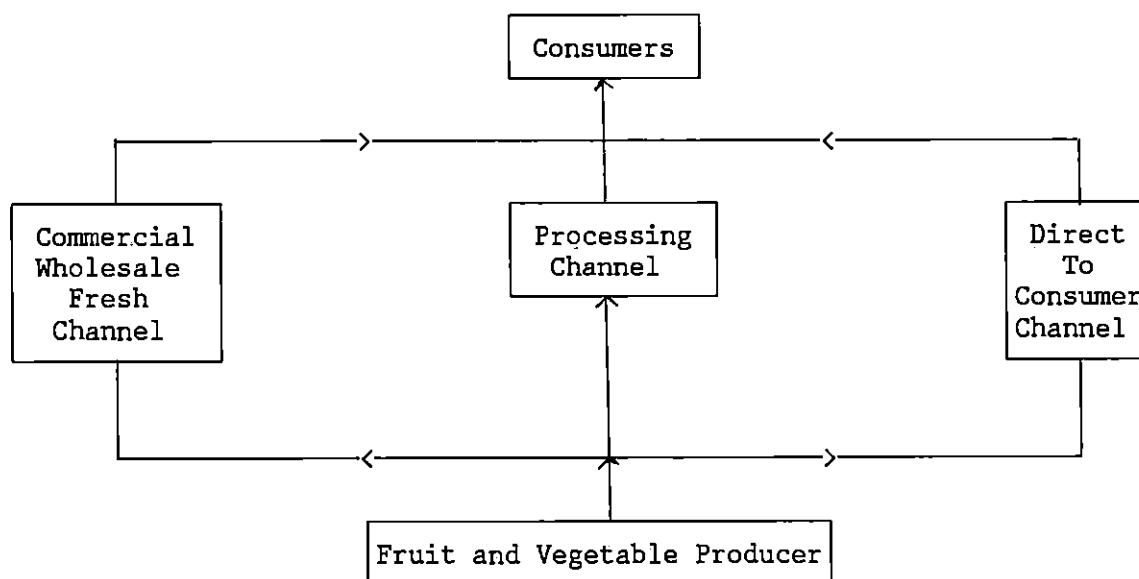 Consumers
Commercial
Wholesale
Fresh
Channel
Processing
Channel
Direct
To
Consumer
Channel
Fruit and Vegetable Producer